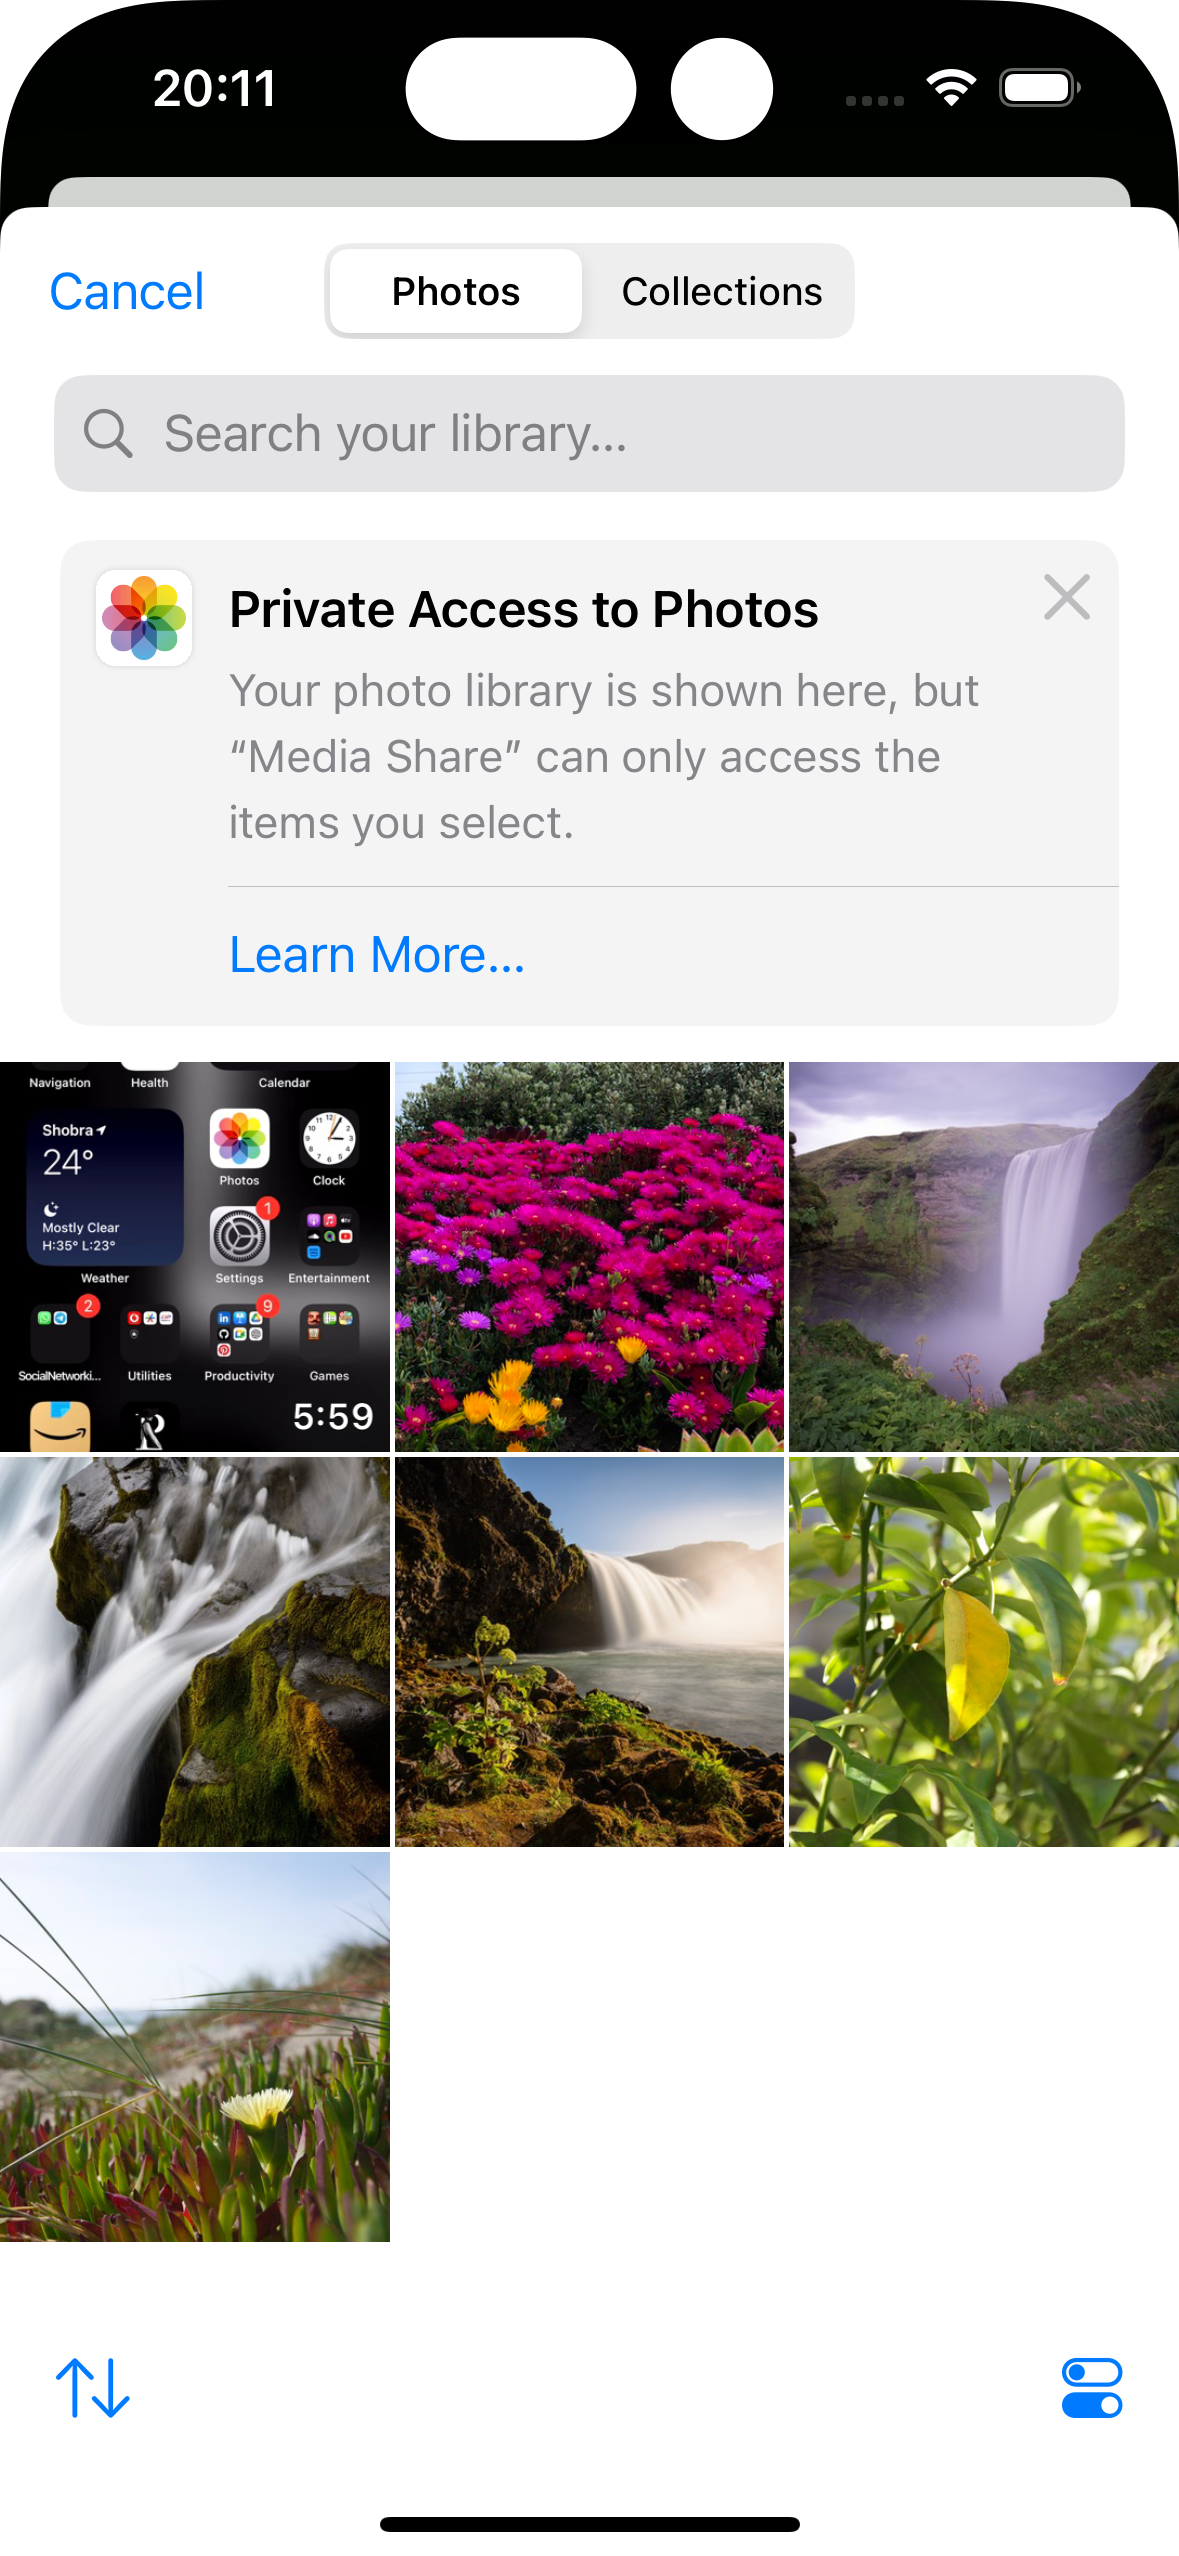 20:11
Cancel
Photos
Collections
Search your library...
Private Access to Photos
Your photo library is shown here, but
“Media Share” can only access the
items you select.
Learn More...
Navigation
Health
Calendar
Shobra
24°
Mostly Clear
H:35° L:23°
Weather
Photos
Clock
1
Settings
Entertainment
2
9
SocialNetworki...
Utilities
Productivity
Games
5:59